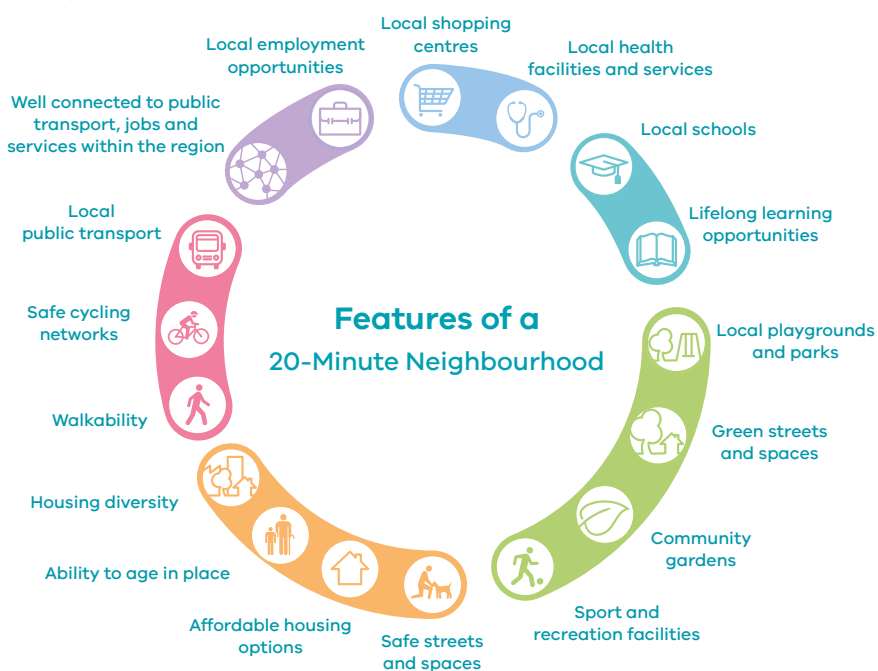 Features of a
20-Minute Neighbourhood
Local shopping
centres
Local health
facilities and services
Local schools
Lifelong learning
opportunities
Local playgrounds
and parks
Green streets
and spaces
Community
gardens
Sport and
recreation facilities
Safe streets
and spaces
Affordable housing
options
Ability to age in place
Housing diversity
Walkability
Safe cycling
networks
Local
public transport
Well connected to public
transport, jobs and
services within the region
Local employment
opportunities